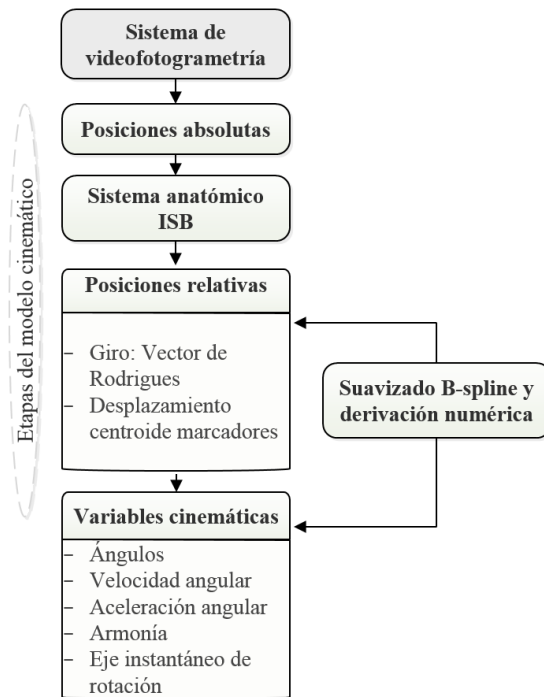 Sistema de
videofotogrametría
Posiciones absolutas
Sistema anatómico
ISB
Etapas del modelo cinemático
Posiciones relativas
– Giro: Vector de
Rodrigues
– Desplazamiento
centroide marcadores
Suavizado B-spline y
derivación numérica
Variables cinemáticas
– Ángulos
– Velocidad angular
– Aceleración angular
– Armonía
– Eje instantáneo de
rotación